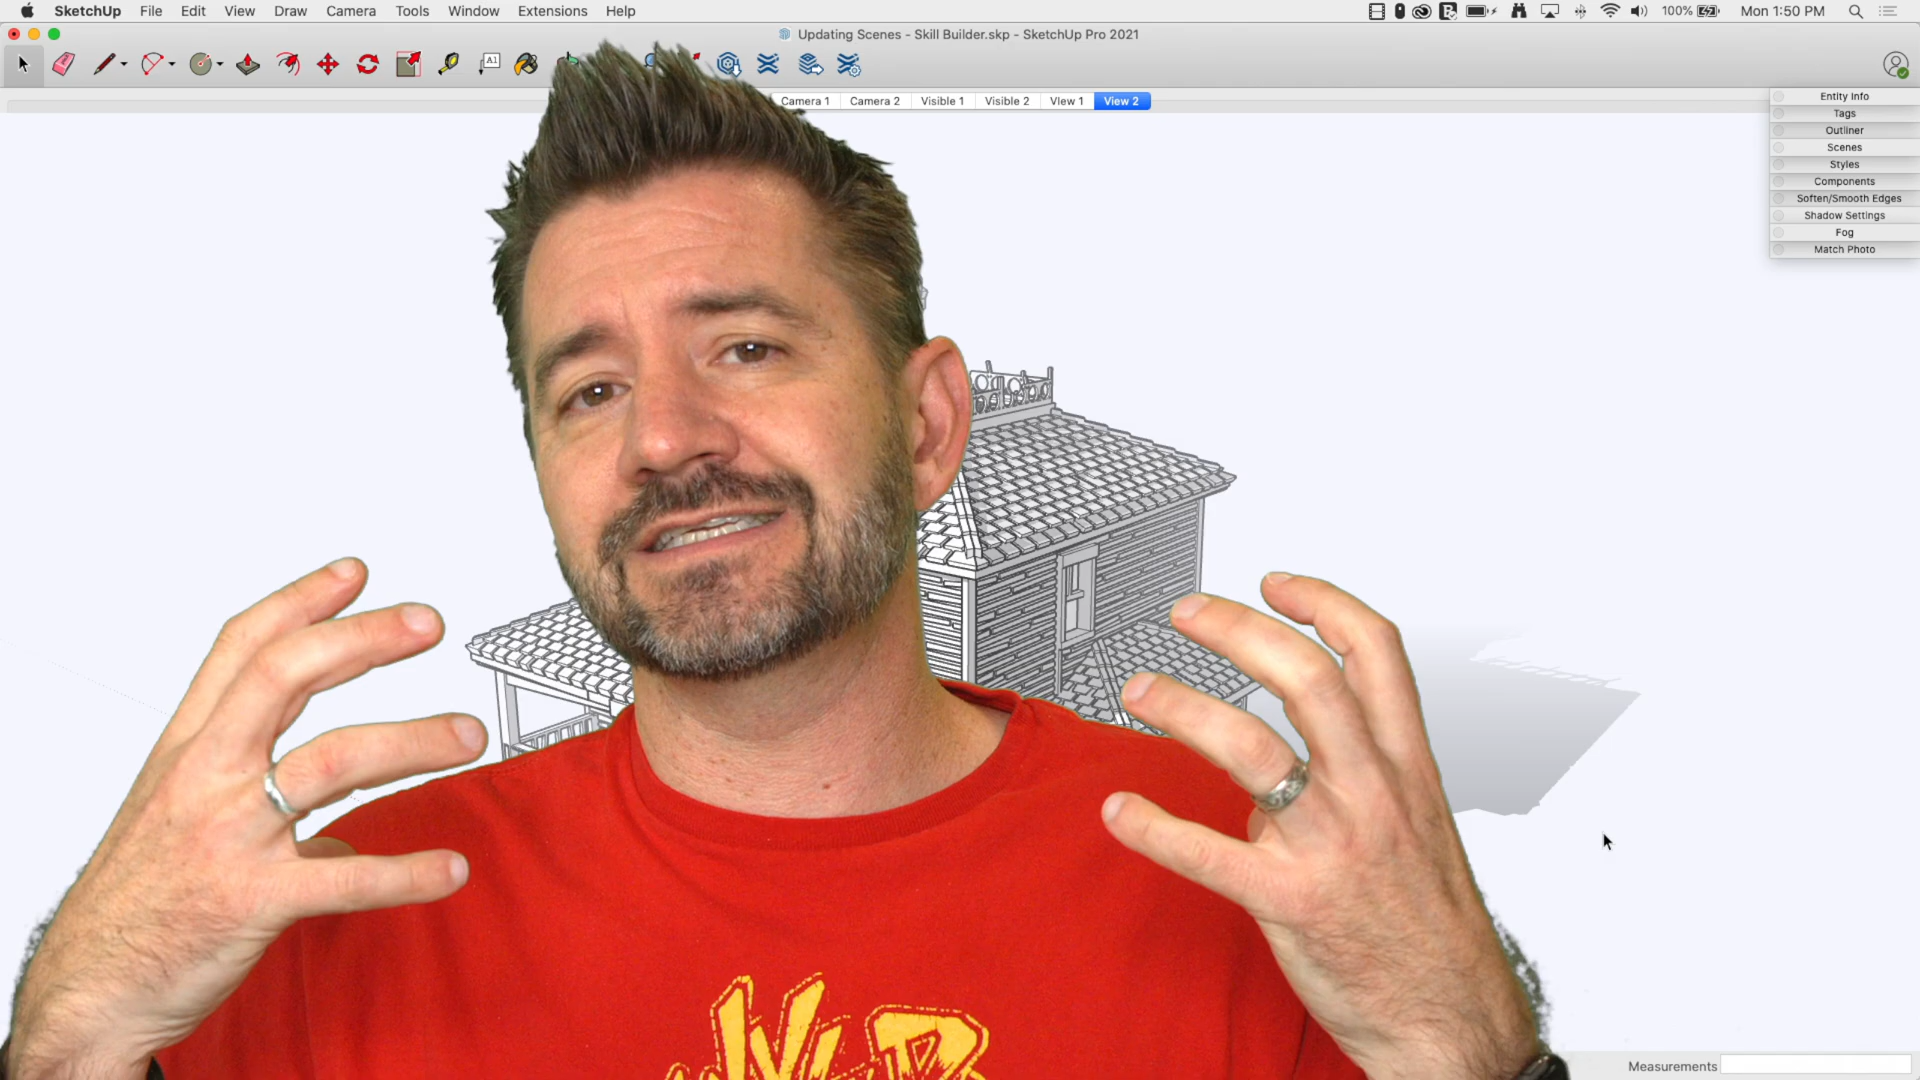 SketchUp File Edit View Draw Camera Tools Window Extensions Help 100% Mon 1:50 PM
Updating Scenes - Skill Builder.skp - SketchUp Pro 2021
A1
Camera 1 Camera 2 Visible 1 Visible 2 VIew 1 View 2
Entity Info
Tags
Outliner
Scenes
Styles
Components
Soften/Smooth Edges
Shadow Settings
Fog
Match Photo
Measurements